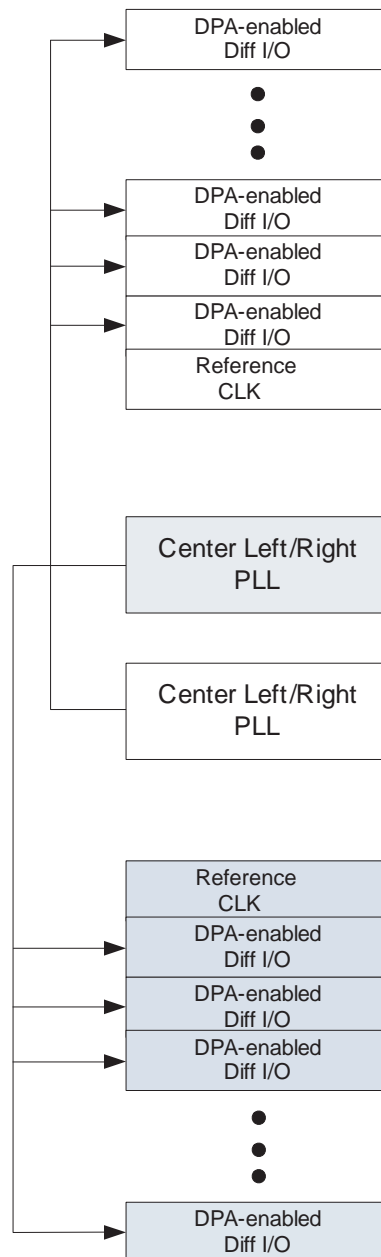 DPA-enabled
Diff I/O
DPA-enabled
Diff I/O
DPA-enabled
Diff I/O
DPA-enabled
Diff I/O
Reference
CLK
Center Left/Right
PLL
Center Left/Right
PLL
Reference
CLK
DPA-enabled
Diff I/O
DPA-enabled
Diff I/O
DPA-enabled
Diff I/O
DPA-enabled
Diff I/O